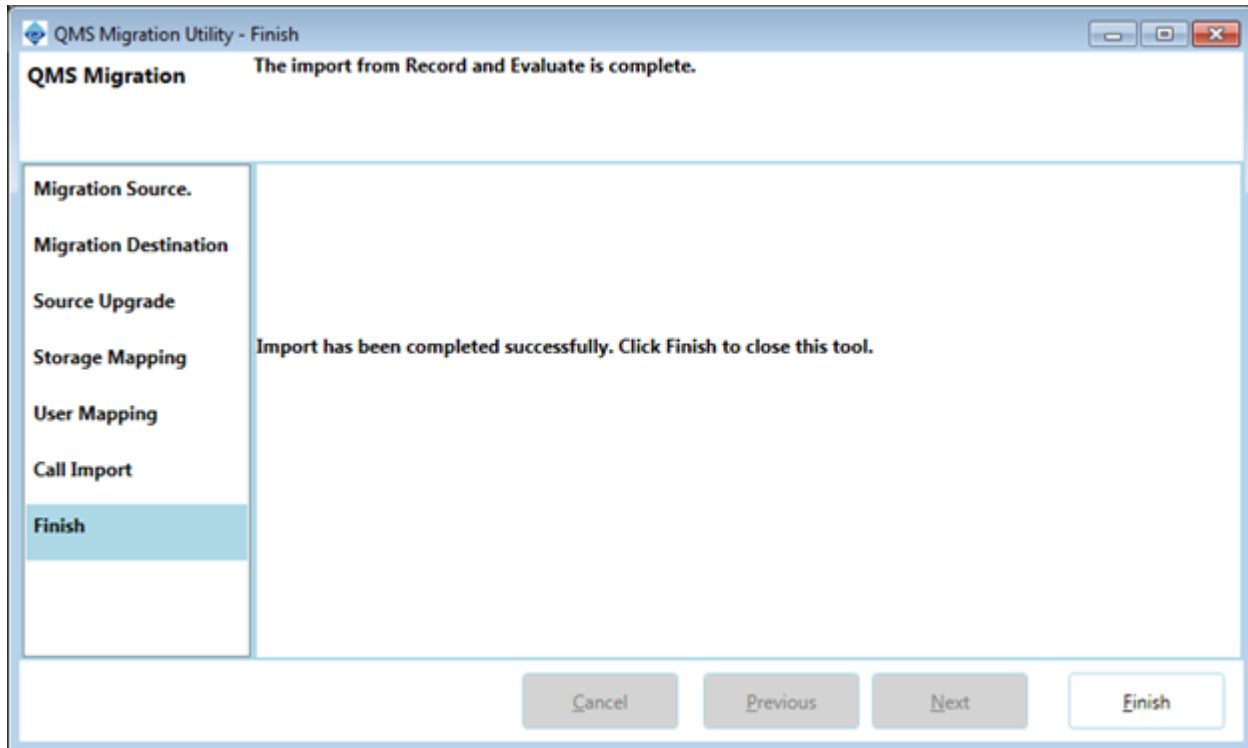 QMS Migration Utility - Finish
QMS Migration
The import from Record and Evaluate is complete.
Migration Source.
Migration Destination
Source Upgrade
Storage Mapping
User Mapping
Call Import
Finish
Import has been completed successfully. Click Finish to close this tool.
Cancel
Previous
Next
Finish